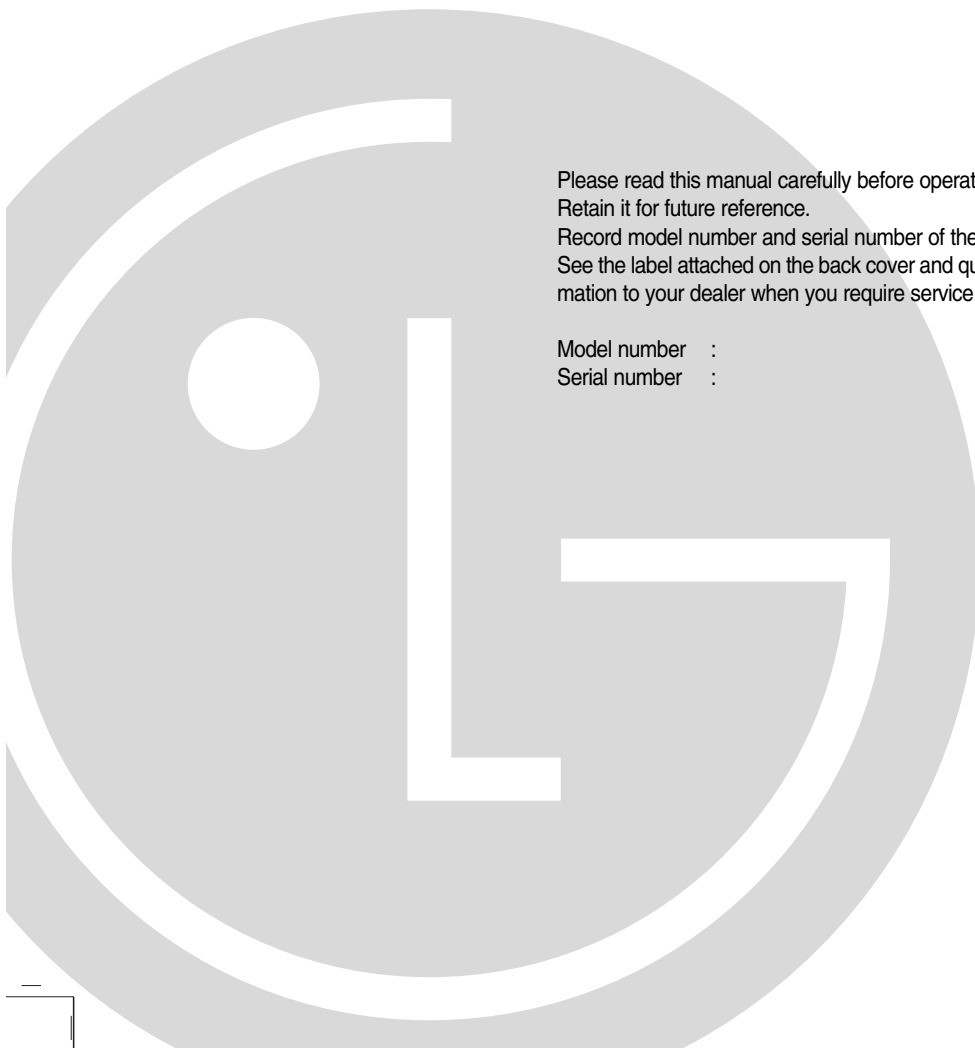 Please read this manual carefully before operat
Retain it for future reference.
Record model number and serial number of the
See the label attached on the back cover and qu
mation to your dealer when you require service
Model number :
Serial number :